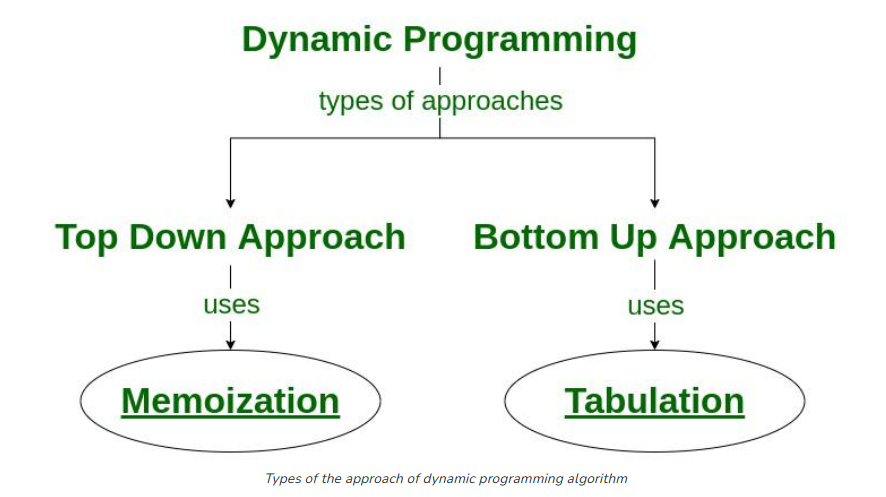 Dynamic Programming
types of approaches
Top Down Approach
Bottom Up Approach
uses
uses
Memoization
Tabulation
Types of the approach of dynamic programming algorithm